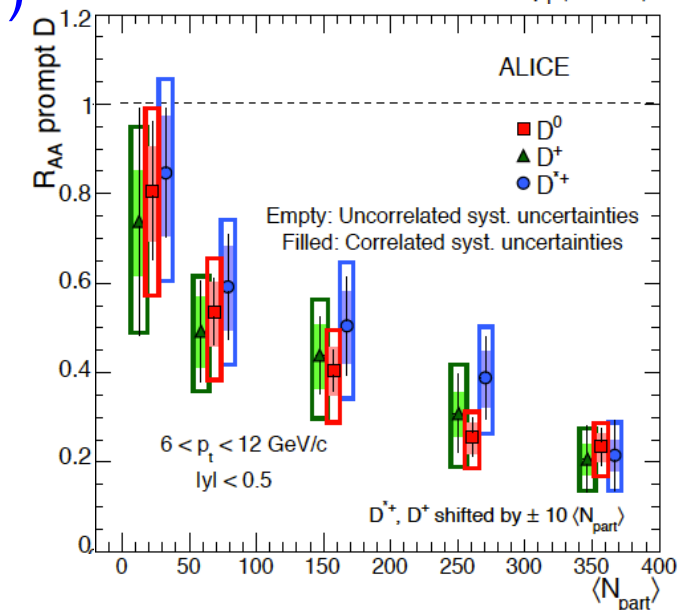 )
1.2
1
0.8
0.6
0.4
0.2
0
R_AA prompt D
ALICE
D^0
D^+
D^*+
Empty: Uncorrelated syst. uncertainties
Filled: Correlated syst. uncertainties
6 < p_t < 12 GeV/c
|y| < 0.5
D^*+, D^+ shifted by ± 10 ⟨N_part⟩
0 50 100 150 200 250 300 350 400
⟨N_part⟩